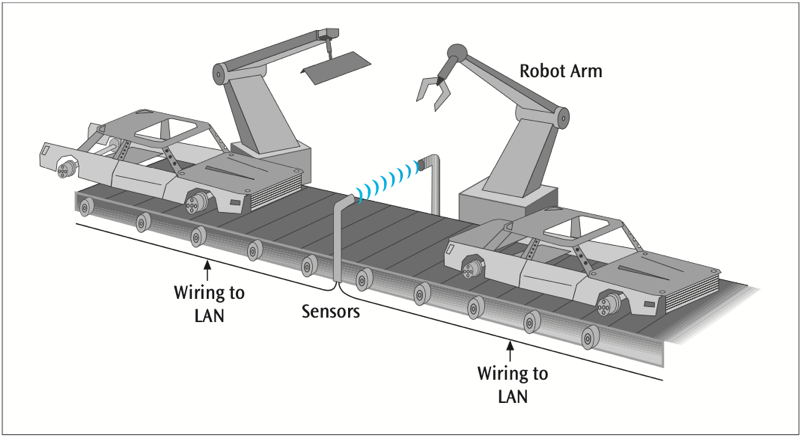 Robot Arm
Wiring to
LAN
Sensors
Wiring to
LAN